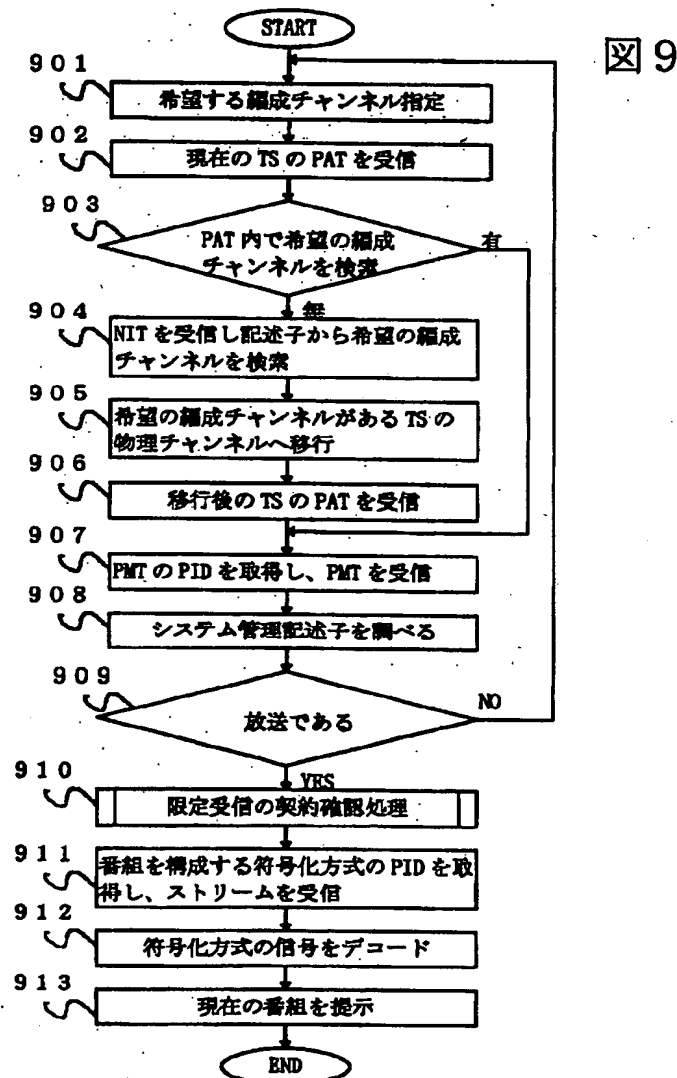 START
図9
901
希望する編成チャンネル指定
902
現在のTSのPATを受信
903
PAT内で希望の編成
チャンネルを検索
有
無
904
NITを受信し記述子から希望の編成
チャンネルを検索
905
希望の編成チャンネルがあるTSの
物理チャンネルへ移行
906
移行後のTSのPATを受信
907
PMTのPIDを取得し、PMTを受信
908
システム管理記述子を調べる
909
放送である
NO
YES
910
限定受信の契約確認処理
911
番組を構成する符号化方式のPIDを取
得し、ストリームを受信
912
符号化方式の信号をデコード
913
現在の番組を提示
END